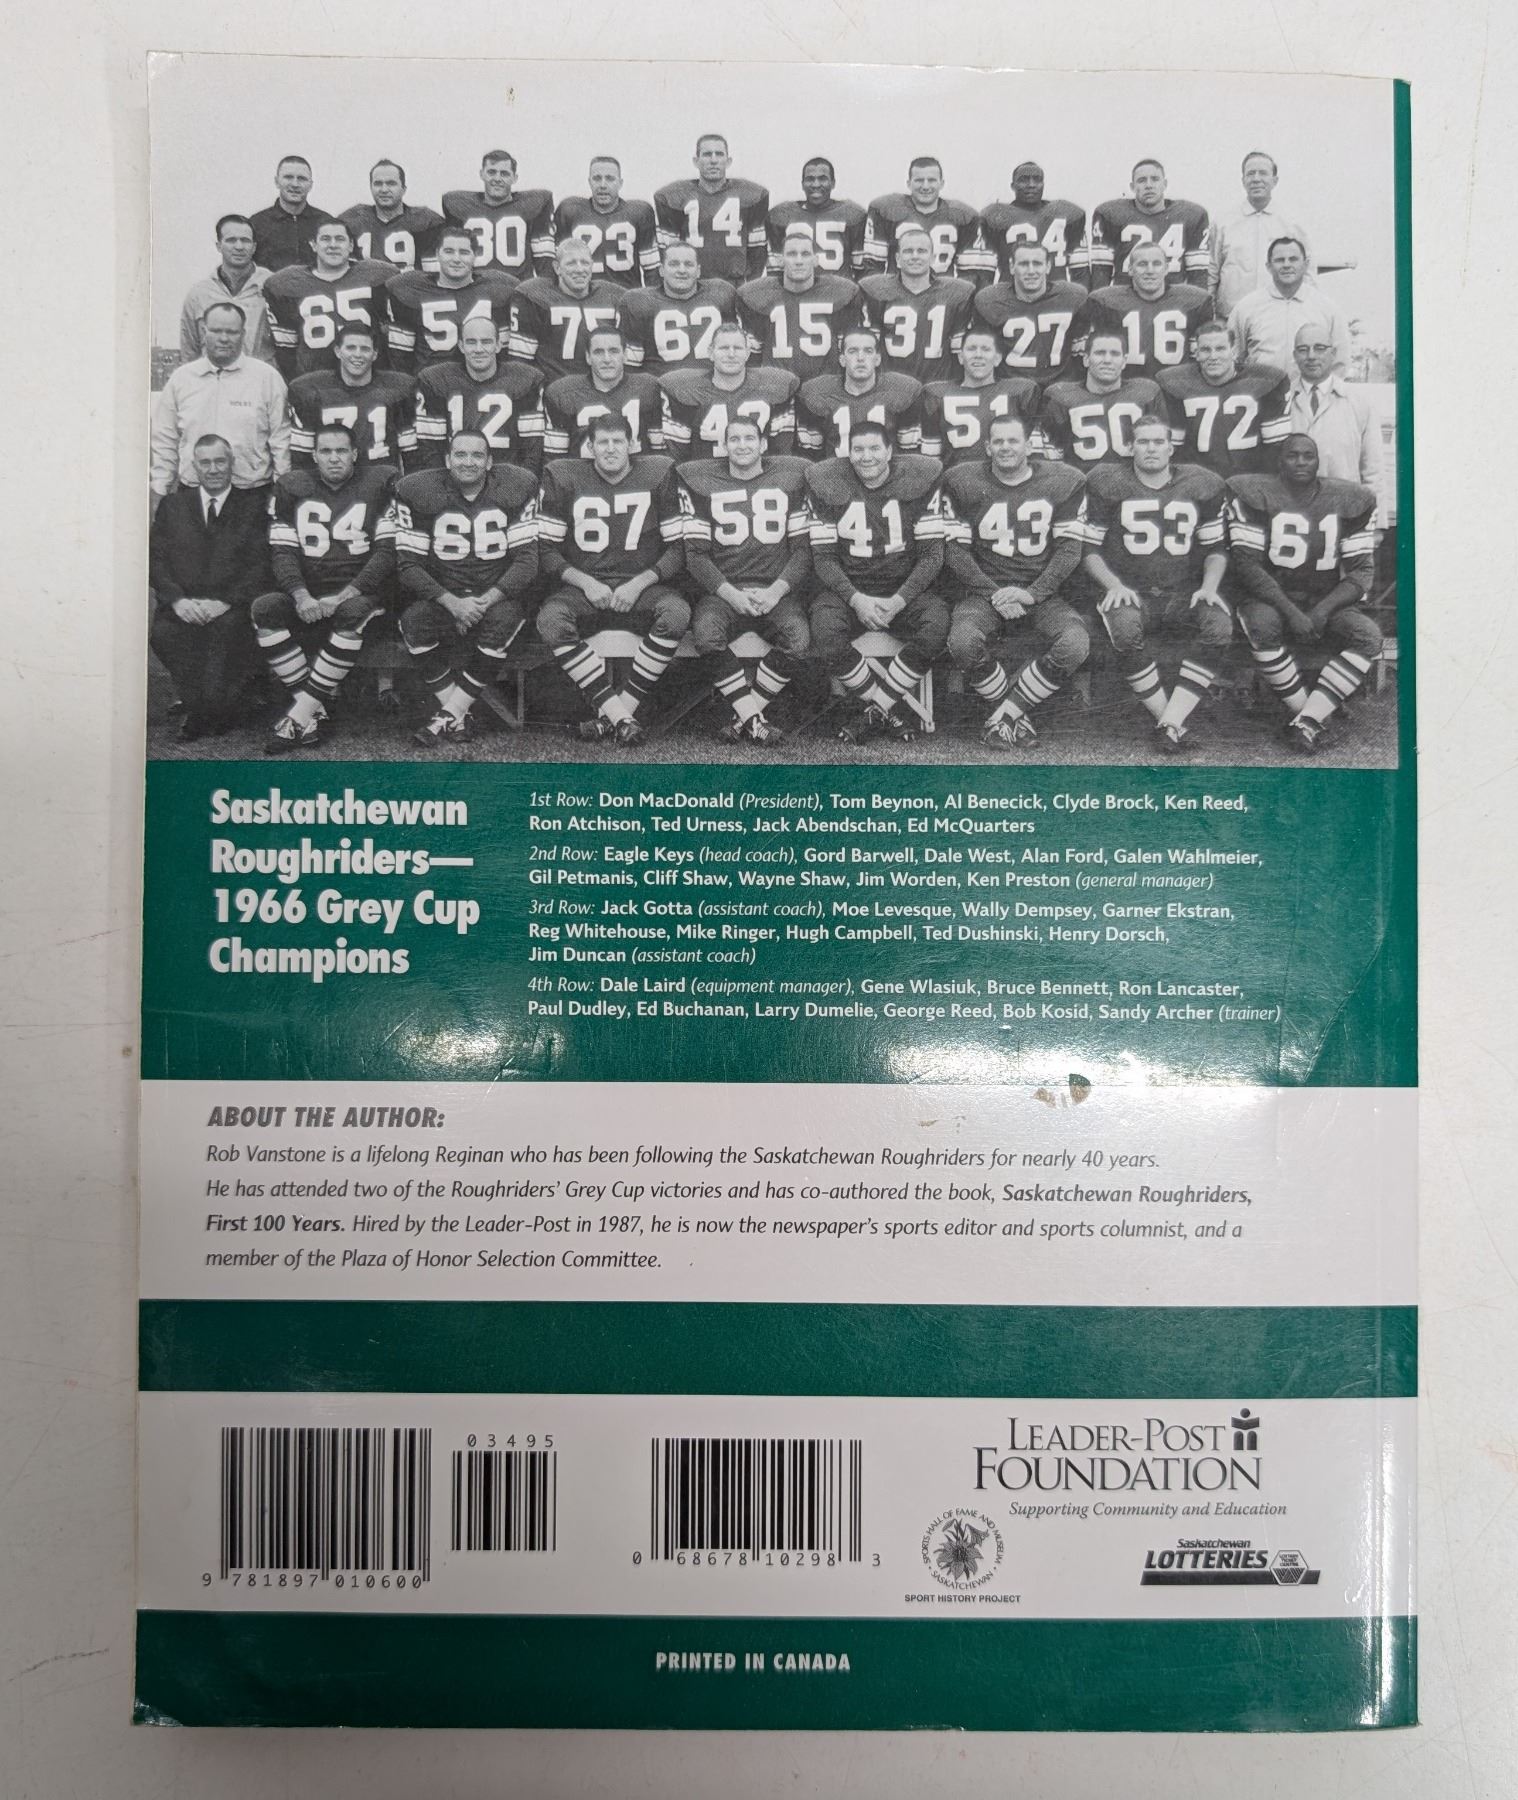 19 30 23 14 34 24
65 54 75 62 15 31 27 16
71 12 21 42 11 51 50 72
64 66 67 58 41 43 53 61
Saskatchewan
Roughriders—
1966 Grey Cup
Champions
1st Row: Don MacDonald (President), Tom Beynon, Al Benecick, Clyde Brock, Ken Reed,
Ron Atchison, Ted Urness, Jack Abendschan, Ed McQuarters
2nd Row: Eagle Keys (head coach), Gord Barwell, Dale West, Alan Ford, Galen Wahlmeier,
Gil Petmanis, Cliff Shaw, Wayne Shaw, Jim Worden, Ken Preston (general manager)
3rd Row: Jack Gotta (assistant coach), Moe Levesque, Wally Dempsey, Garner Ekstran,
Reg Whitehouse, Mike Ringer, Hugh Campbell, Ted Dushinski, Henry Dorsch,
Jim Duncan (assistant coach)
4th Row: Dale Laird (equipment manager), Gene Wlasiuk, Bruce Bennett, Ron Lancaster,
Paul Dudley, Ed Buchanan, Larry Dumelie, George Reed, Bob Kosid, Sandy Archer (trainer)
ABOUT THE AUTHOR:
Rob Vanstone is a lifelong Reginan who has been following the Saskatchewan Roughriders for nearly 40 years.
He has attended two of the Roughriders' Grey Cup victories and has co-authored the book, Saskatchewan Roughriders,
First 100 Years. Hired by the Leader-Post in 1987, he is now the newspaper's sports editor and sports columnist, and a
member of the Plaza of Honor Selection Committee.
03495
9 781897 010600
0 68678 10298 3
LEADER-POST
FOUNDATION
Supporting Community and Education
SPORTS HALL OF FAME AND MUSEUM
SASKATCHEWAN
SPORT HISTORY PROJECT
Saskatchewan
LOTTERIES
PRINTED IN CANADA